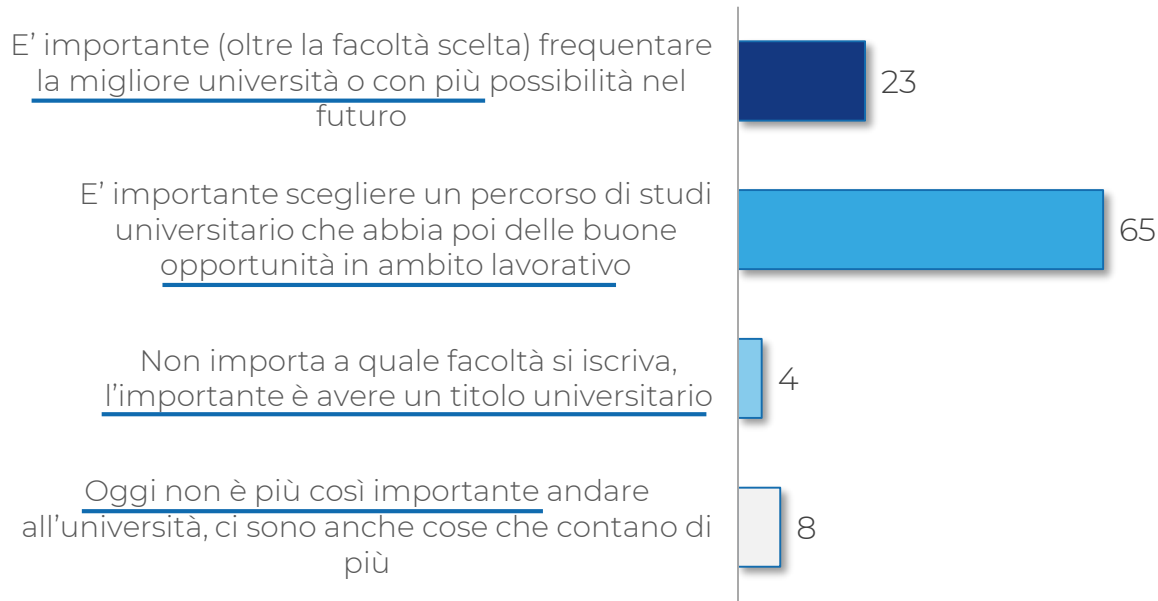 E’ importante (oltre la facoltà scelta) frequentare
la migliore università o con più possibilità nel
futuro
23
E’ importante scegliere un percorso di studi
universitario che abbia poi delle buone
opportunità in ambito lavorativo
65
Non importa a quale facoltà si iscriva,
l’importante è avere un titolo universitario
4
Oggi non è più così importante andare
all’università, ci sono anche cose che contano di
più
8